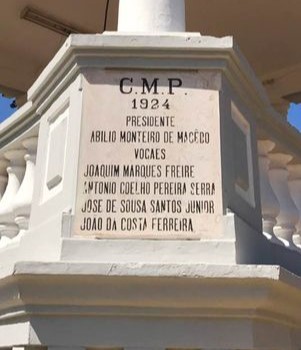 C.M.P.
1924
PRESIDENTE
ABILIO MONTEIRO DE MACÊDO
VOGAES
JOAQUIM MARQUES FREIRE
ANTONIO COELHO PEREIRA SERRA
JOSE DE SOUSA SANTOS JUNIOR
JOÃO DA COSTA FERREIRA